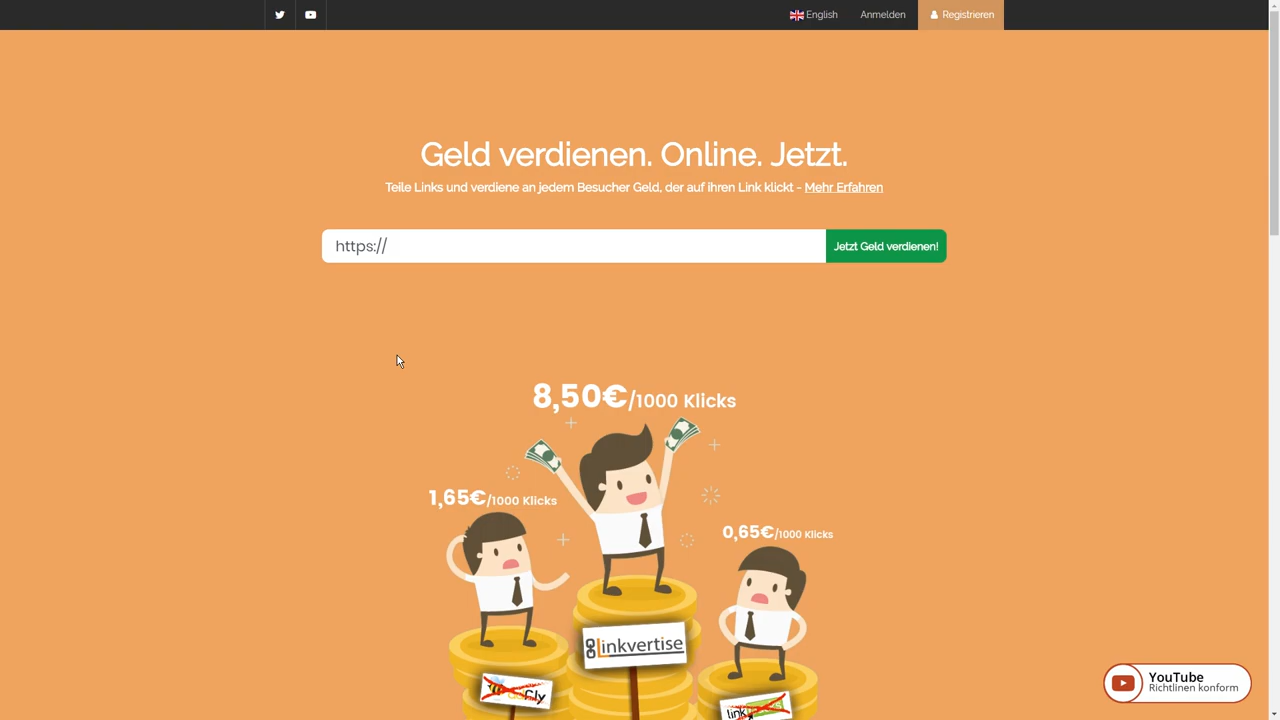 English
Anmelden
Registrieren
Geld verdienen. Online. Jetzt.
Teile Links und verdiene an jedem Besucher Geld, der auf ihren Link klickt - Mehr Erfahren
https://
Jetzt Geld verdienen!
8,50€/1000 Klicks
1,65€/1000 Klicks
0,65€/1000 Klicks
linkvertise
fly
link
YouTube
Richtlinen konform